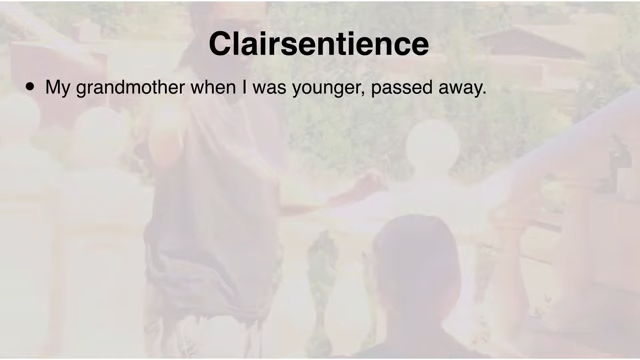 Clairsentience
• My grandmother when I was younger, passed away.